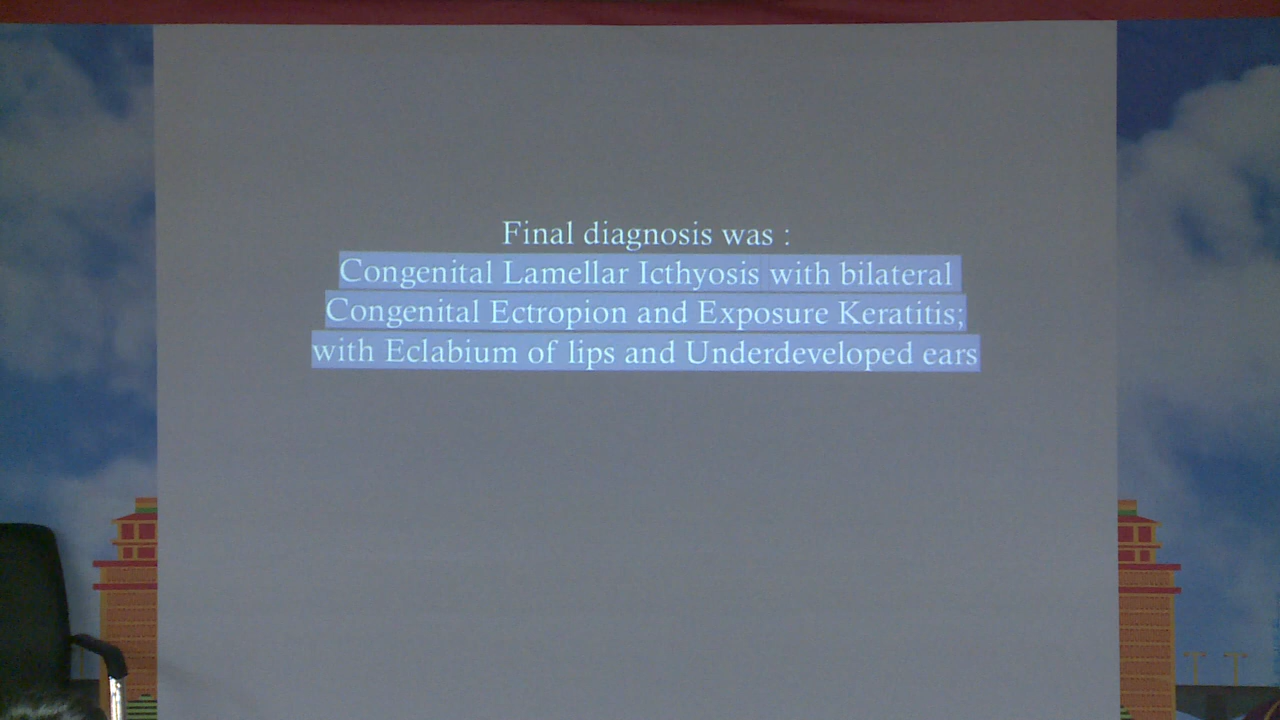 Final diagnosis was :
Congenital Lamellar Icthyosis with bilateral
Congenital Ectropion and Exposure Keratitis;
with Eclabium of lips and Underdeveloped ears